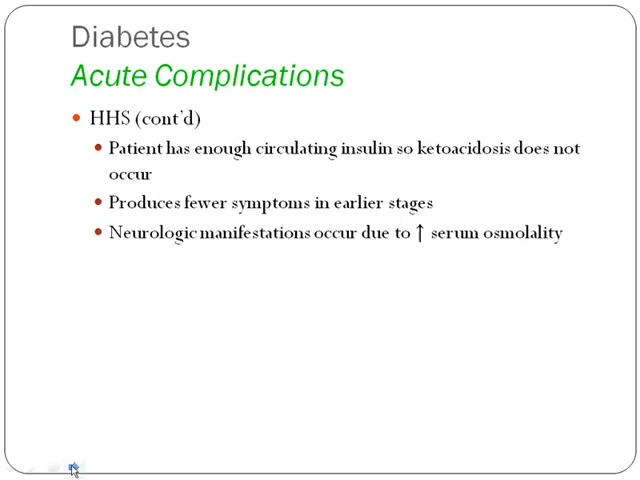 Diabetes
Acute Complications
• HHS (cont’d)
• Patient has enough circulating insulin so ketoacidosis does not
occur
• Produces fewer symptoms in earlier stages
• Neurologic manifestations occur due to ↑ serum osmolality